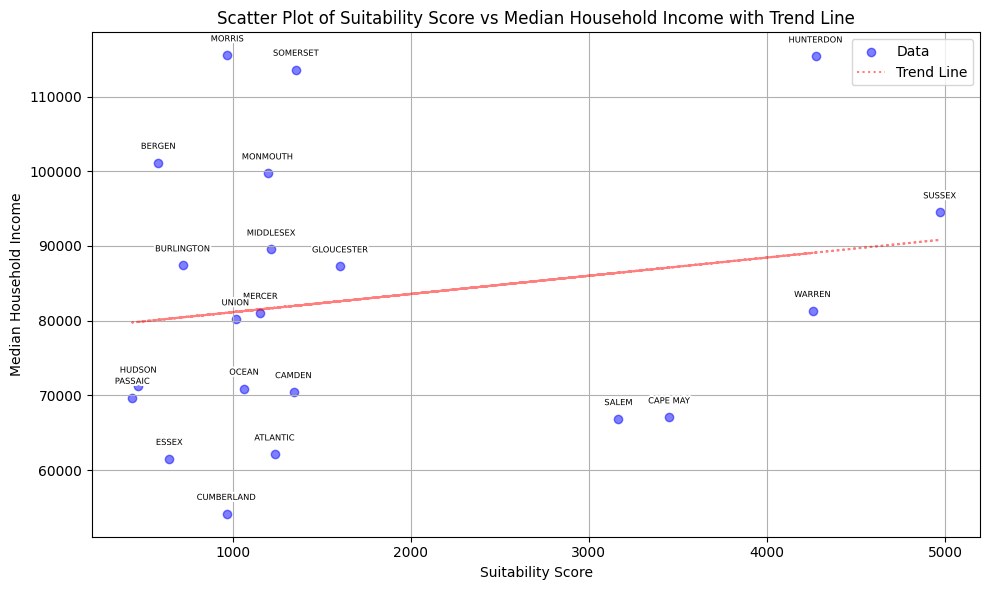 Scatter Plot of Suitability Score vs Median Household Income with Trend Line
MORRIS
SOMERSET
HUNTERDON
Data
Trend Line
110000
BERGEN
MONMOUTH
100000
SUSSEX
MIDDLESEX
BURLINGTON
GLOUCESTER
90000
MERCER
UNION
WARREN
80000
HUDSON
PASSAIC
OCEAN
CAMDEN
70000
SALEM
CAPE MAY
ESSEX
ATLANTIC
60000
CUMBERLAND
Median Household Income
1000
2000
3000
4000
5000
Suitability Score